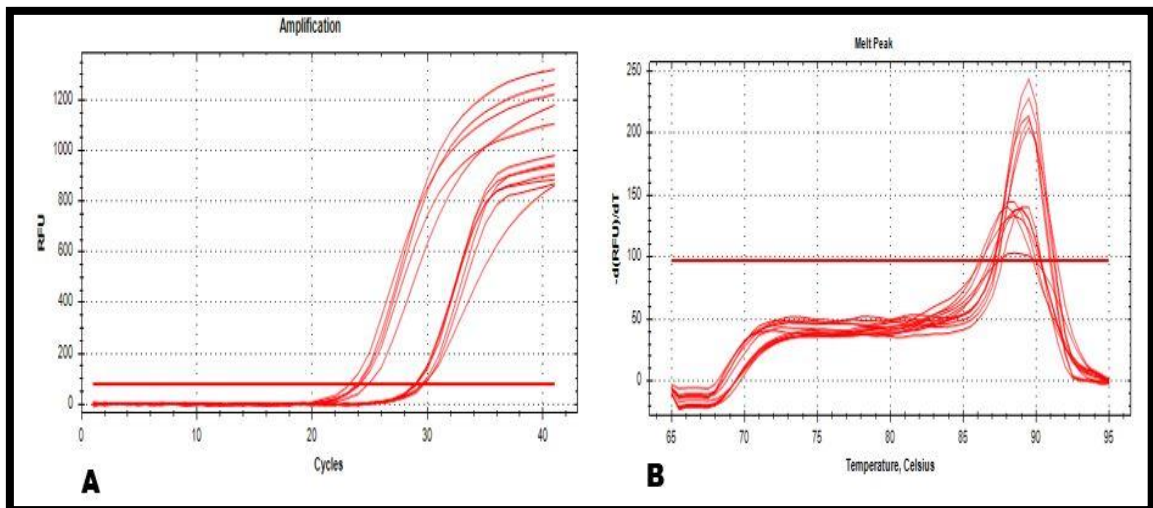 Amplification
1200
1000
800
600
400
200
0
RFU
0 10 20 30 40
Cycles
A
Melt Peak
250
200
150
100
50
0
-d(RFU)/dT
65 70 75 80 85 90 95
Temperature, Celsius
B